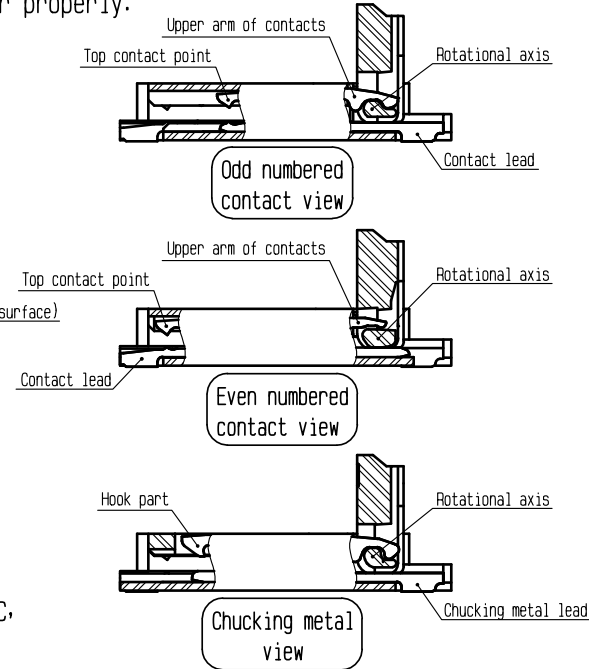 r properly.
Upper arm of contacts
Top contact point
Rotational axis
Contact lead
Odd numbered
contact view
Upper arm of contacts
Top contact point
Rotational axis
surface)
Contact lead
Even numbered
contact view
Hook part
Rotational axis
C,
Chucking metal lead
Chucking metal
view